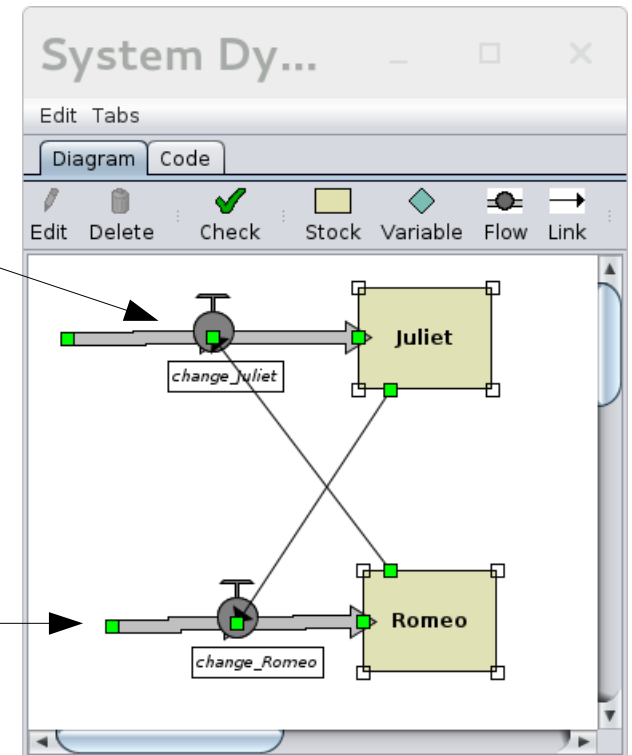 System Dy...
Edit Tabs
Diagram Code
Edit Delete Check Stock Variable Flow Link
Juliet
change_Juliet
Romeo
change_Romeo